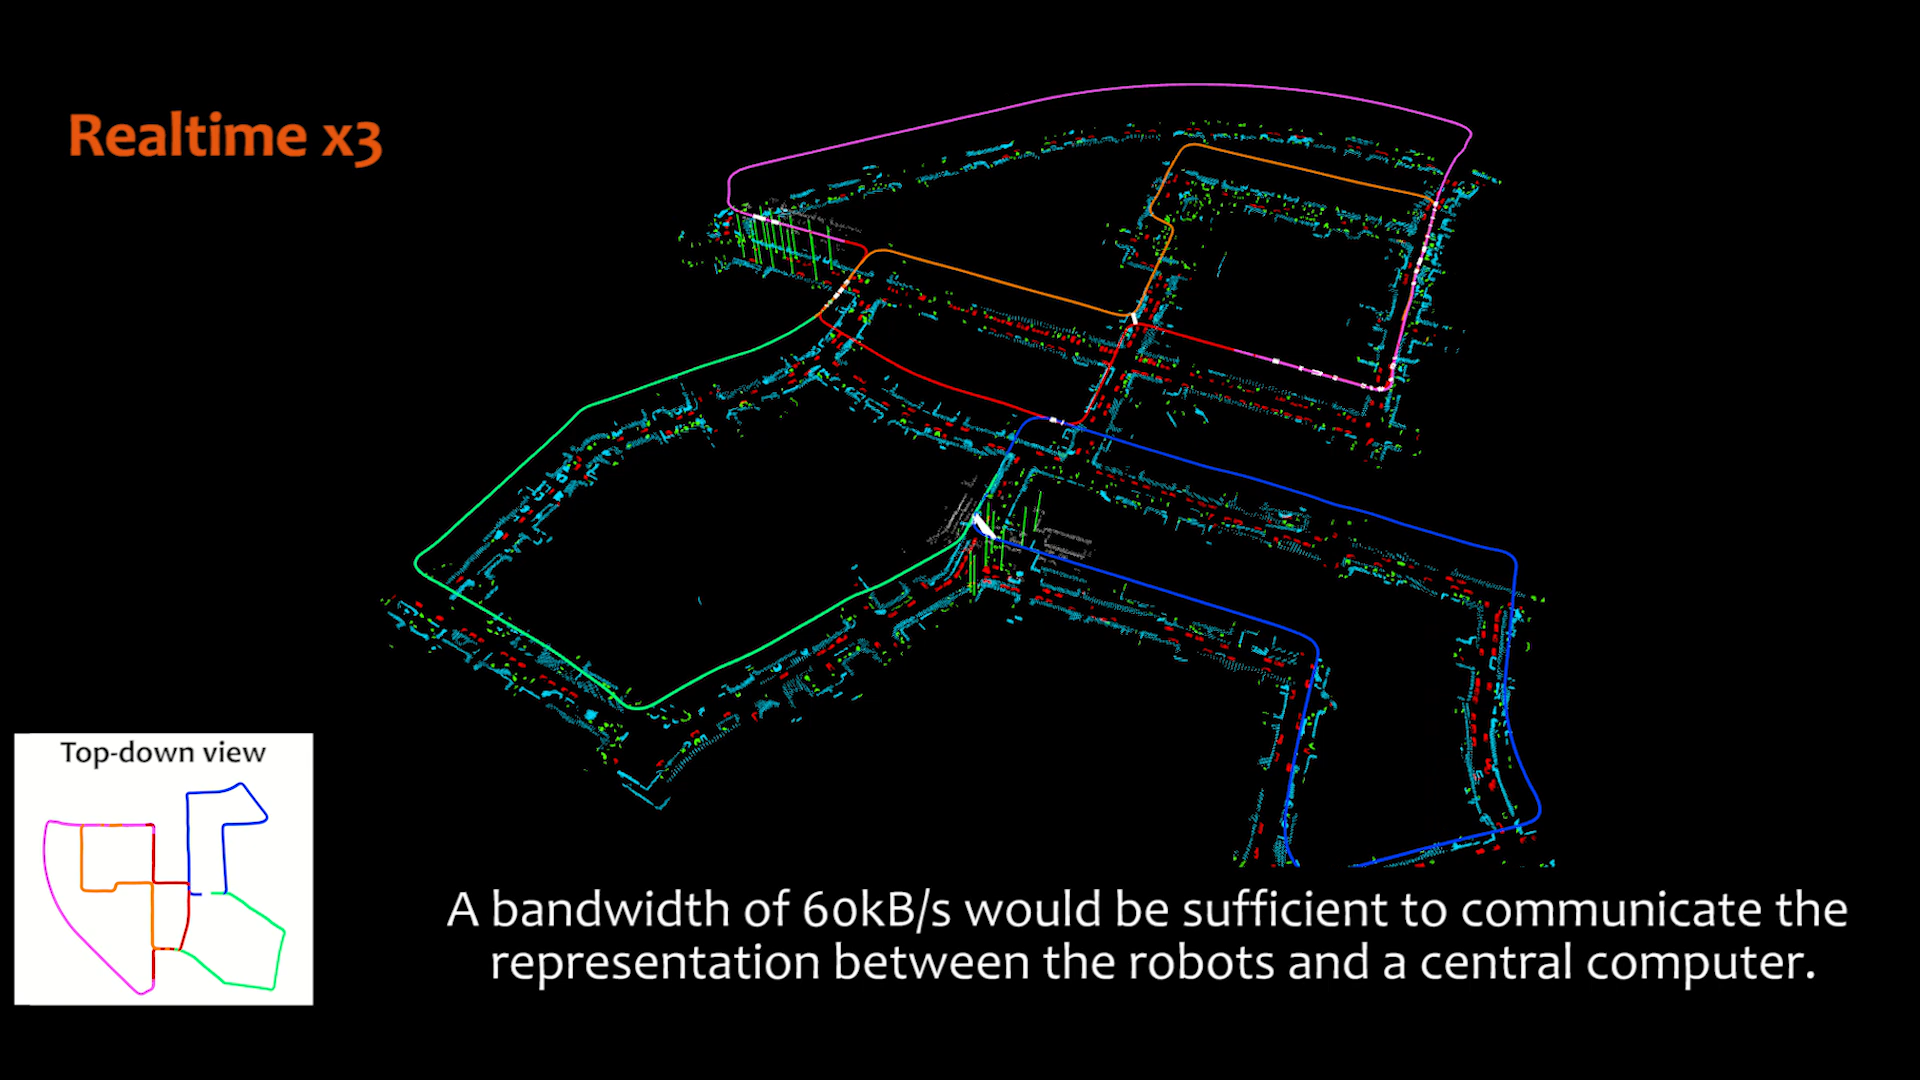 Realtime x3
Top-down view
A bandwidth of 60kB/s would be sufficient to communicate the
representation between the robots and a central computer.